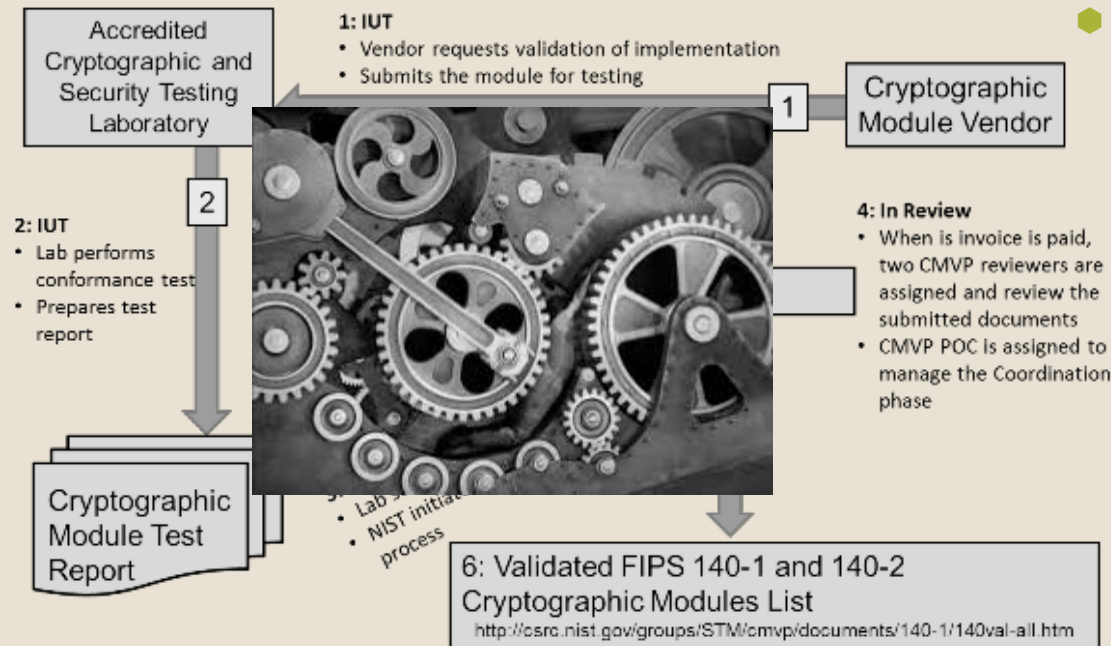 Accredited
Cryptographic and
Security Testing
Laboratory
1: IUT
• Vendor requests validation of implementation
• Submits the module for testing
1
Cryptographic
Module Vendor
2
2: IUT
• Lab performs
conformance test
• Prepares test
report
4: In Review
• When is invoice is paid,
two CMVP reviewers are
assigned and review the
submitted documents
• CMVP POC is assigned to
manage the Coordination
phase
Cryptographic
Module Test
Report
• Lab
• NIST
process
6: Validated FIPS 140-1 and 140-2
Cryptographic Modules List
http://csrc.nist.gov/groups/STM/cmvp/documents/140-1/140val-all.htm